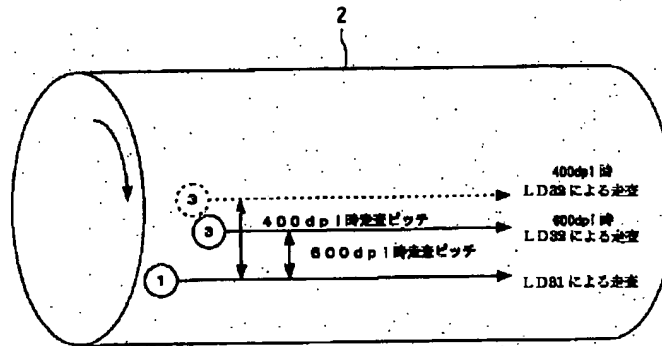 2
400dpi時
LD32による走査
③
400dpi時走査ピッチ
600dpi時
LD32による走査
③
600dpi時走査ピッチ
①
LD31による走査